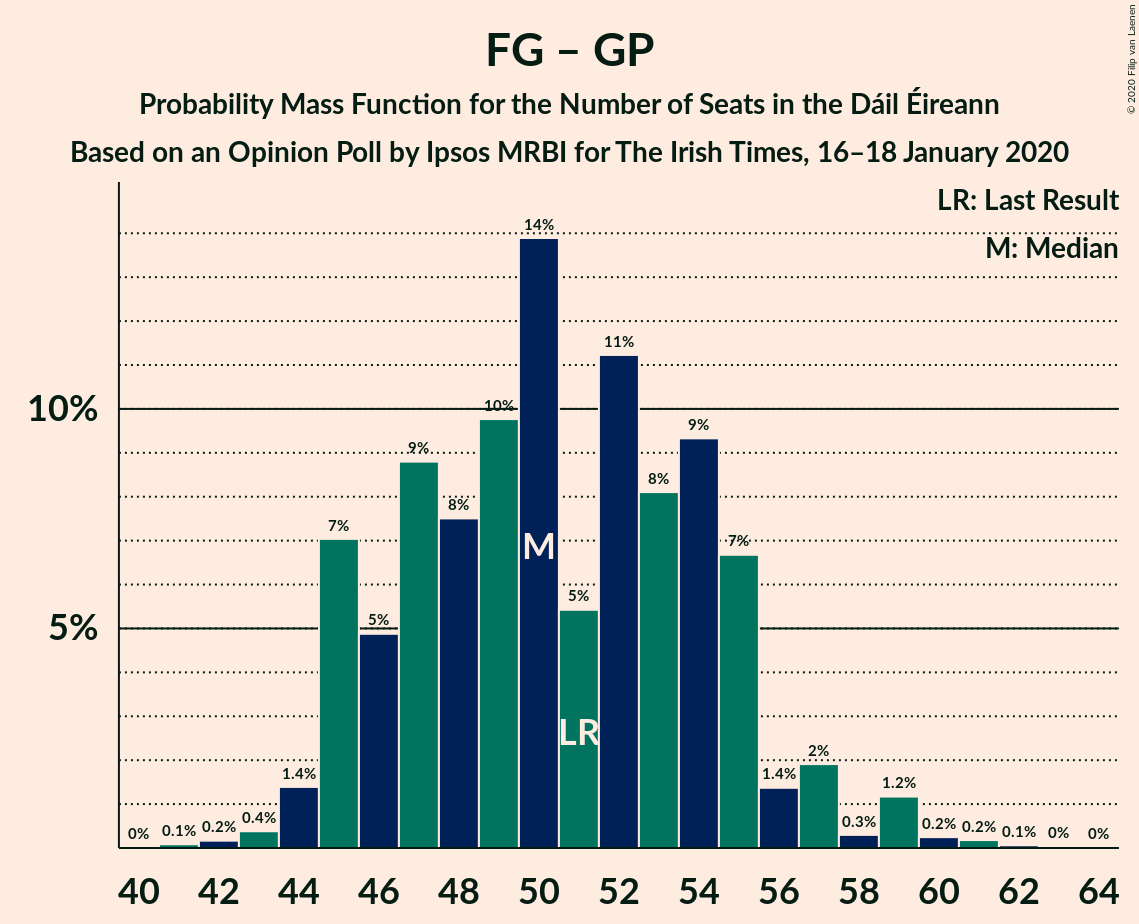 FG – GP
Probability Mass Function for the Number of Seats in the Dáil Éireann
Based on an Opinion Poll by Ipsos MRBI for The Irish Times, 16–18 January 2020
© 2020 Filip van Laenen
LR: Last Result
M: Median
10%
5%
0% 0.1% 0.2% 0.4% 1.4% 7% 5% 9% 8% 10% 14% 5% 11% 8% 9% 7% 1.4% 2% 0.3% 1.2% 0.2% 0.2% 0.1% 0% 0%
M
LR
40 42 44 46 48 50 52 54 56 58 60 62 64